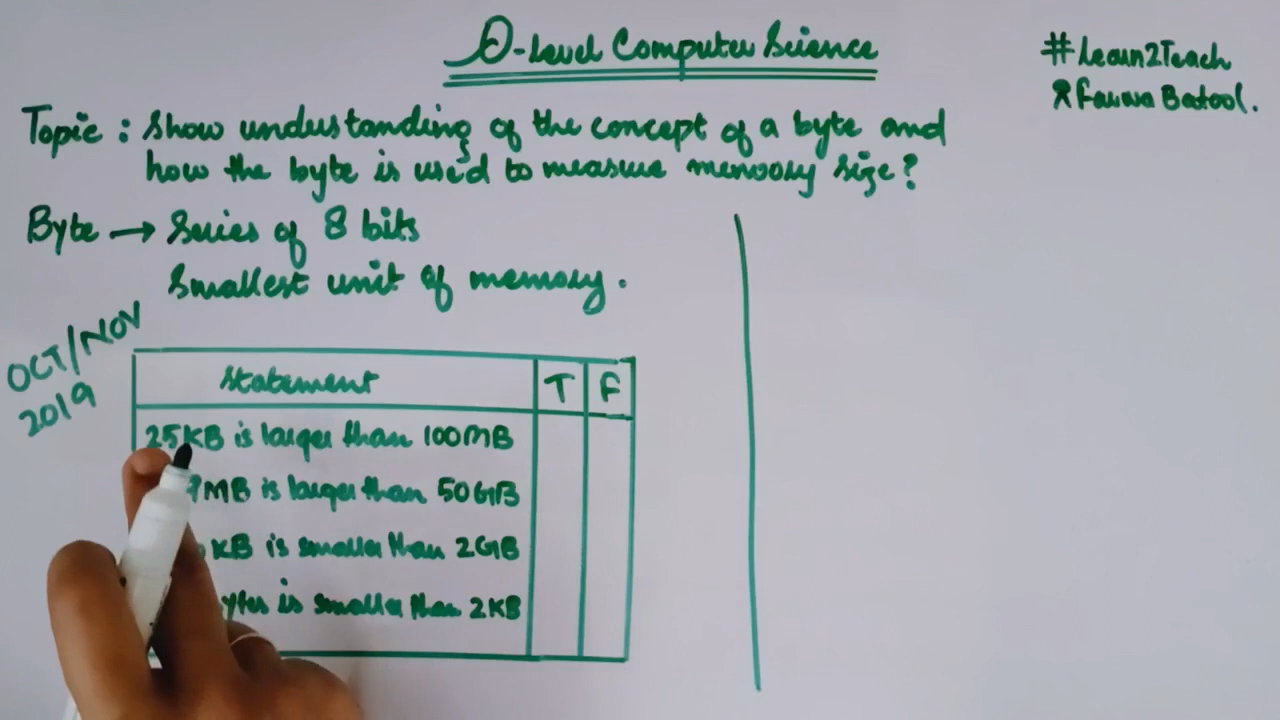 O-Level Computer Science
#Learn2Teach
Batool.
Topic : Show understanding of the concept of a byte and
how the byte is used to measure memory size?
Byte → Series of 8 bits
Smallest unit of memory.
OCT/NOV
2019
Statement T F
25KB is larger than 100MB
MB is larger than 50GB
KB is smaller than 2GB
is smaller than 2KB